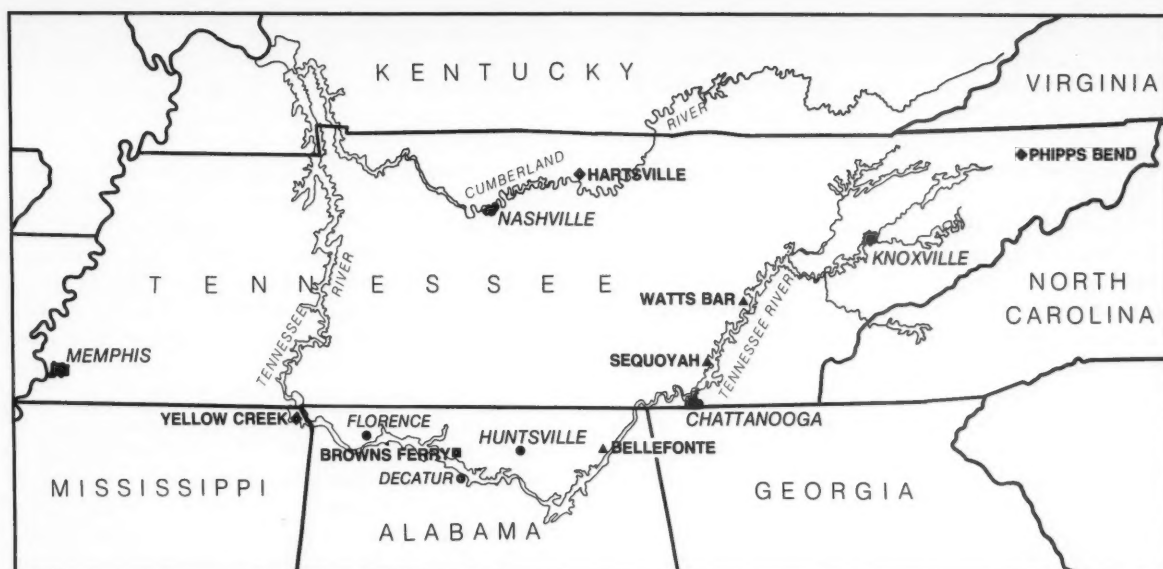 KENTUCKY
VIRGINIA
RIVER
CUMBERLAND
HARTSVILLE
PHIPPS BEND
NASHVILLE
KNOXVILLE
TENNESSEE
RIVER
NORTH
CAROLINA
WATTS BAR
TENNESSEE
TENNESSEE RIVER
SEQUOYAH
MEMPHIS
YELLOW CREEK
FLORENCE
CHATTANOOGA
HUNTSVILLE
BELLEFONTE
BROWNS FERRY
DECATUR
MISSISSIPPI
GEORGIA
ALABAMA